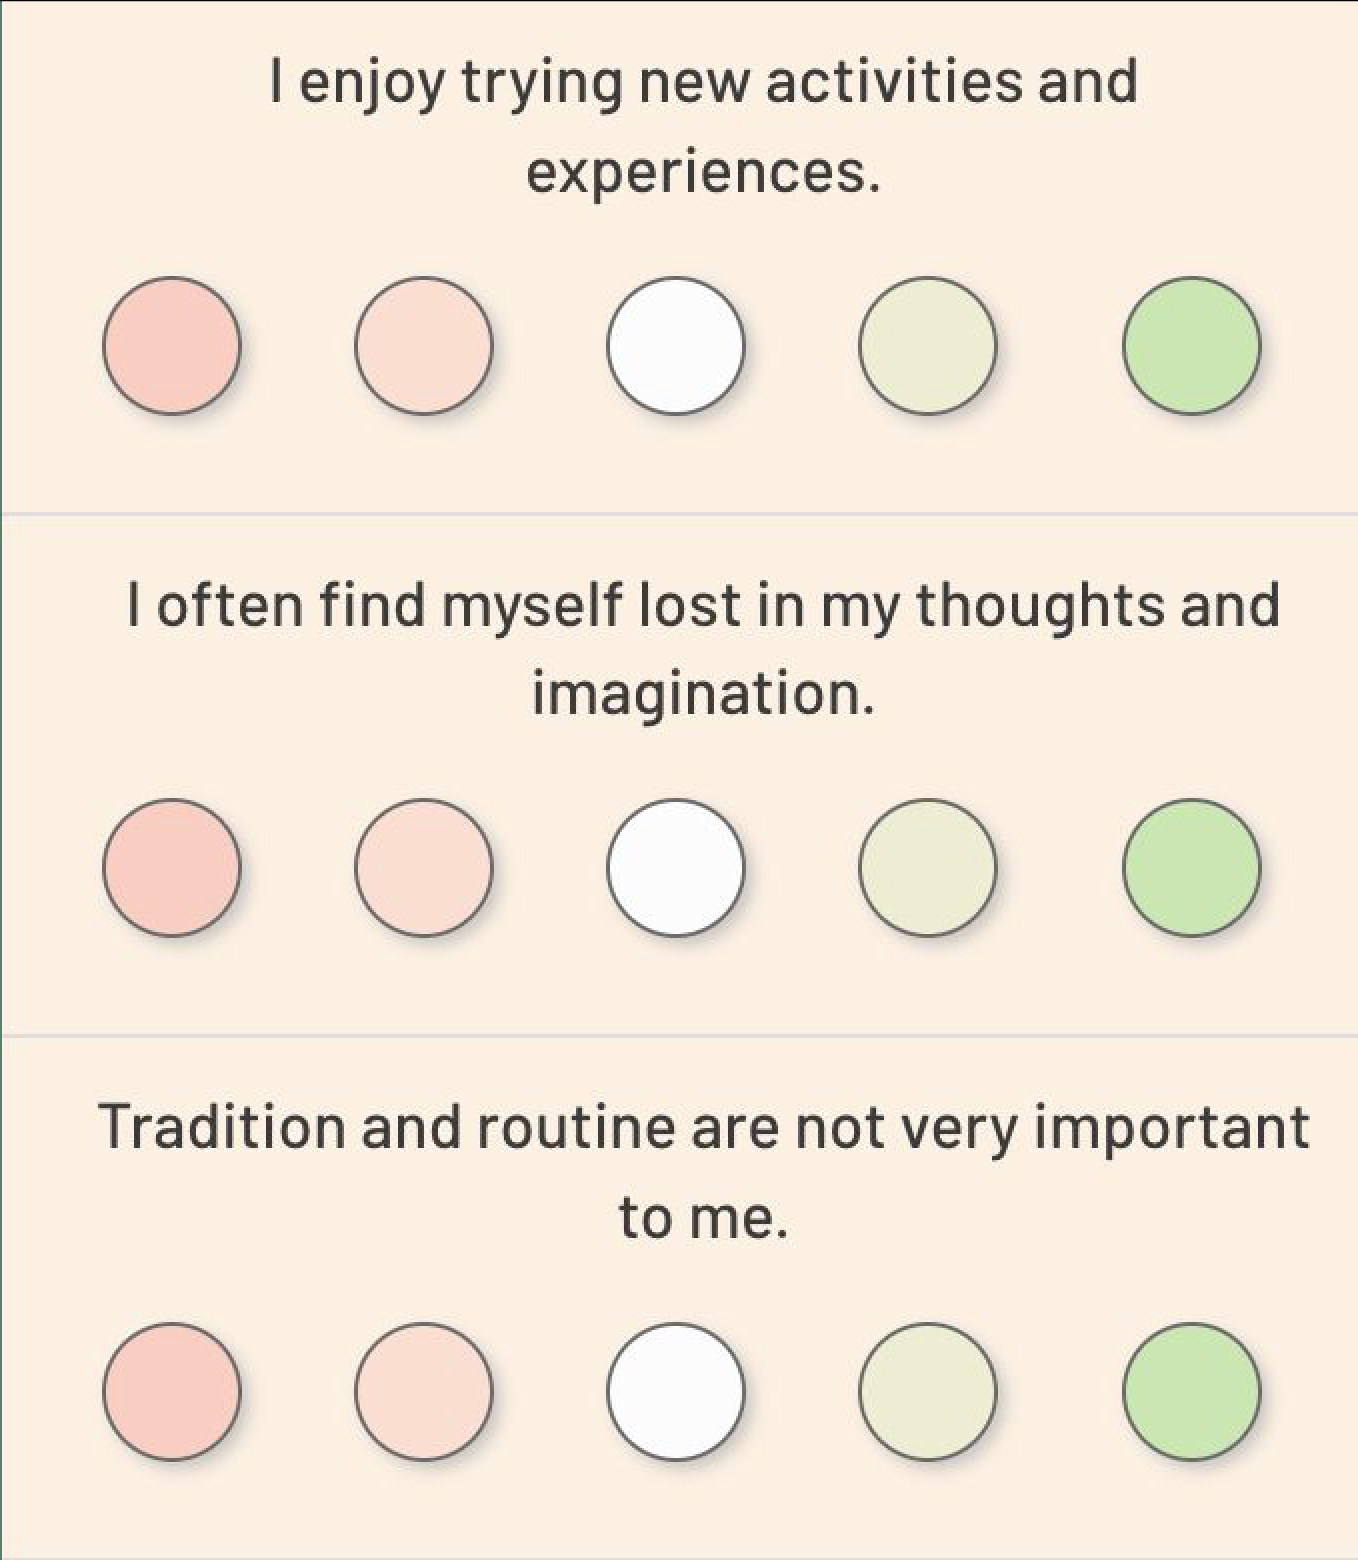 I enjoy trying new activities and
experiences.
I often find myself lost in my thoughts and
imagination.
Tradition and routine are not very important
to me.